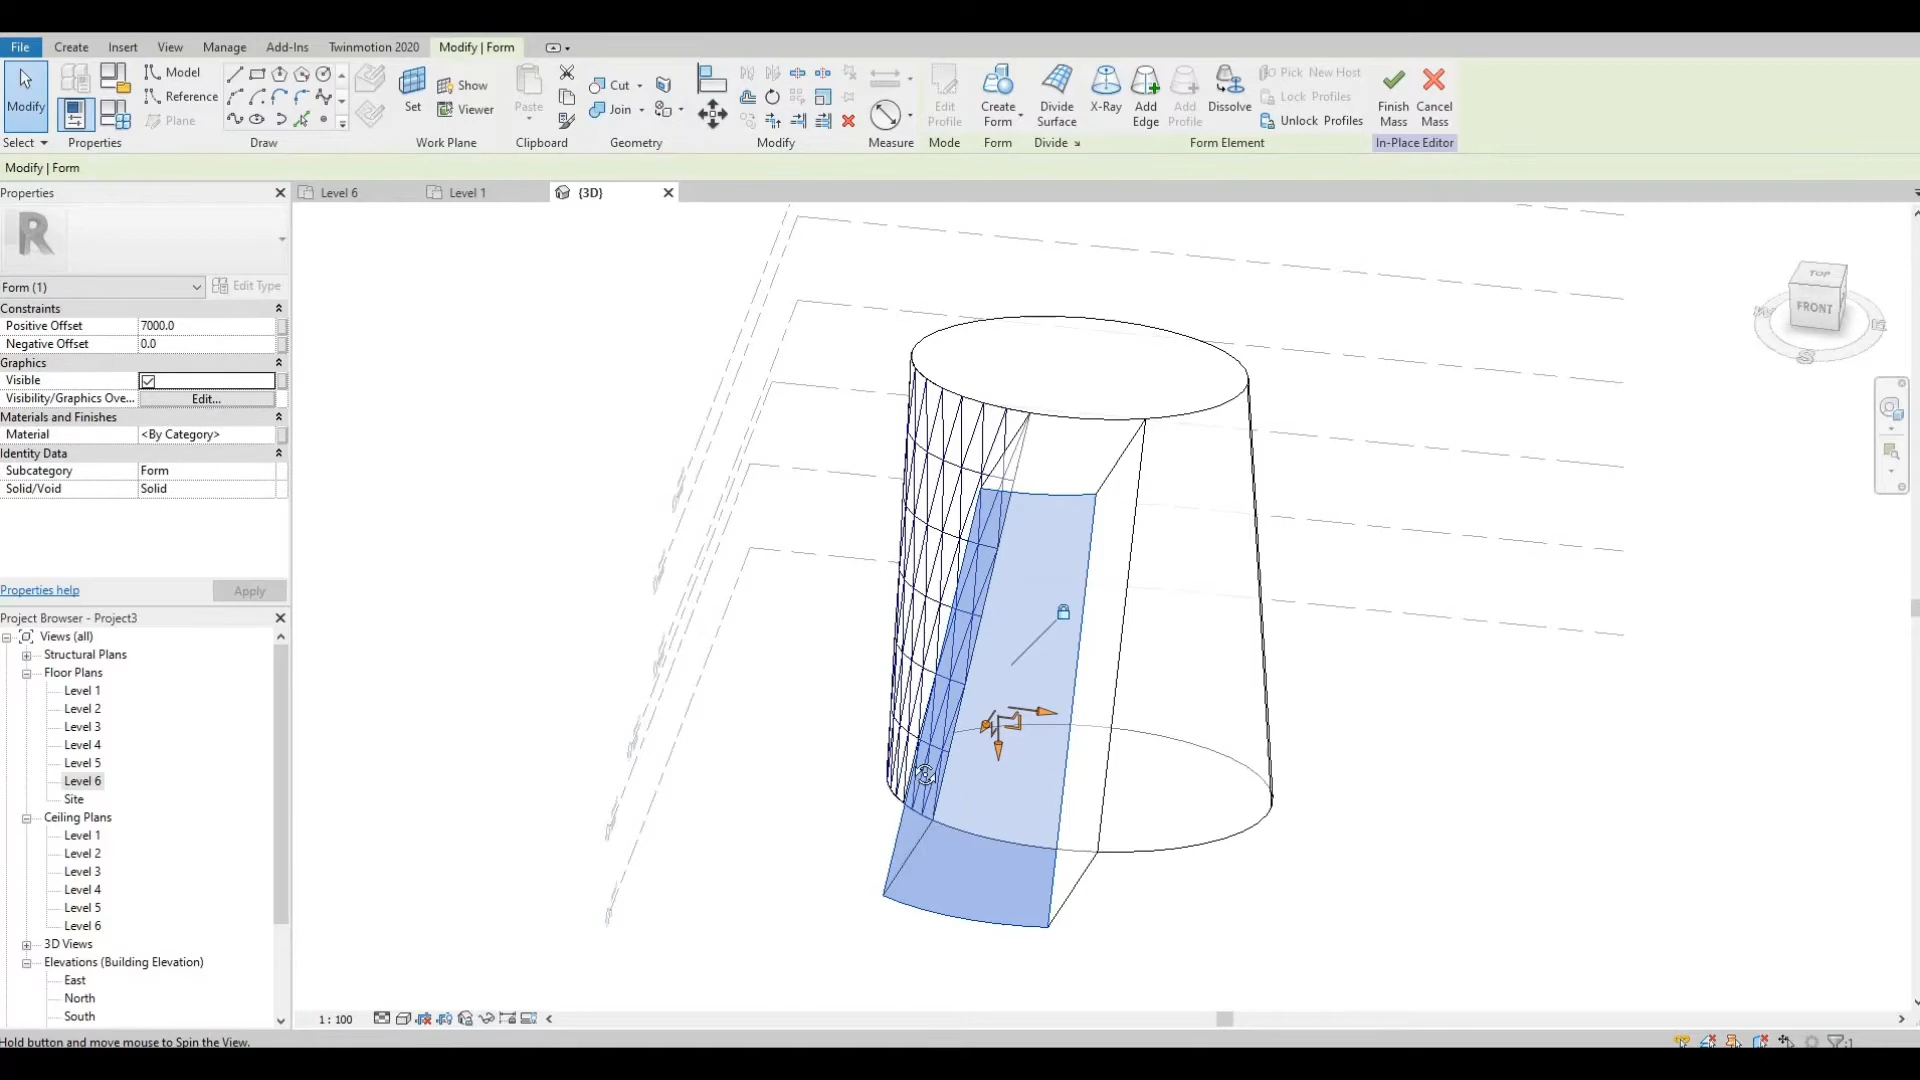 File Create Insert View Manage Add-Ins Twinmotion 2020 Modify | Form
Modify
Model
Reference
Plane
Set
Show
Viewer
Paste
Cut
Join
Edit Profile
Create Form
Divide Surface
X-Ray
Add Edge
Add Profile
Dissolve
Pick New Host
Lock Profiles
Unlock Profiles
Finish Mass
Cancel Mass
Select Properties Draw Work Plane Clipboard Geometry Modify Measure Mode Form Divide Form Element In-Place Editor
Modify | Form
Properties
Level 6 Level 1 {3D}
R
Form (1) Edit Type
Constraints
Positive Offset 7000.0
Negative Offset 0.0
Graphics
Visible
Visibility/Graphics Ove... Edit...
Materials and Finishes
Material <By Category>
Identity Data
Subcategory Form
Solid/Void Solid
Properties help Apply
Project Browser - Project3
Views (all)
Structural Plans
Floor Plans
Level 1
Level 2
Level 3
Level 4
Level 5
Level 6
Site
Ceiling Plans
Level 1
Level 2
Level 3
Level 4
Level 5
Level 6
3D Views
Elevations (Building Elevation)
East
North
South
TOP
FRONT
S
E
1 : 100
Hold button and move mouse to Spin the View.
:1